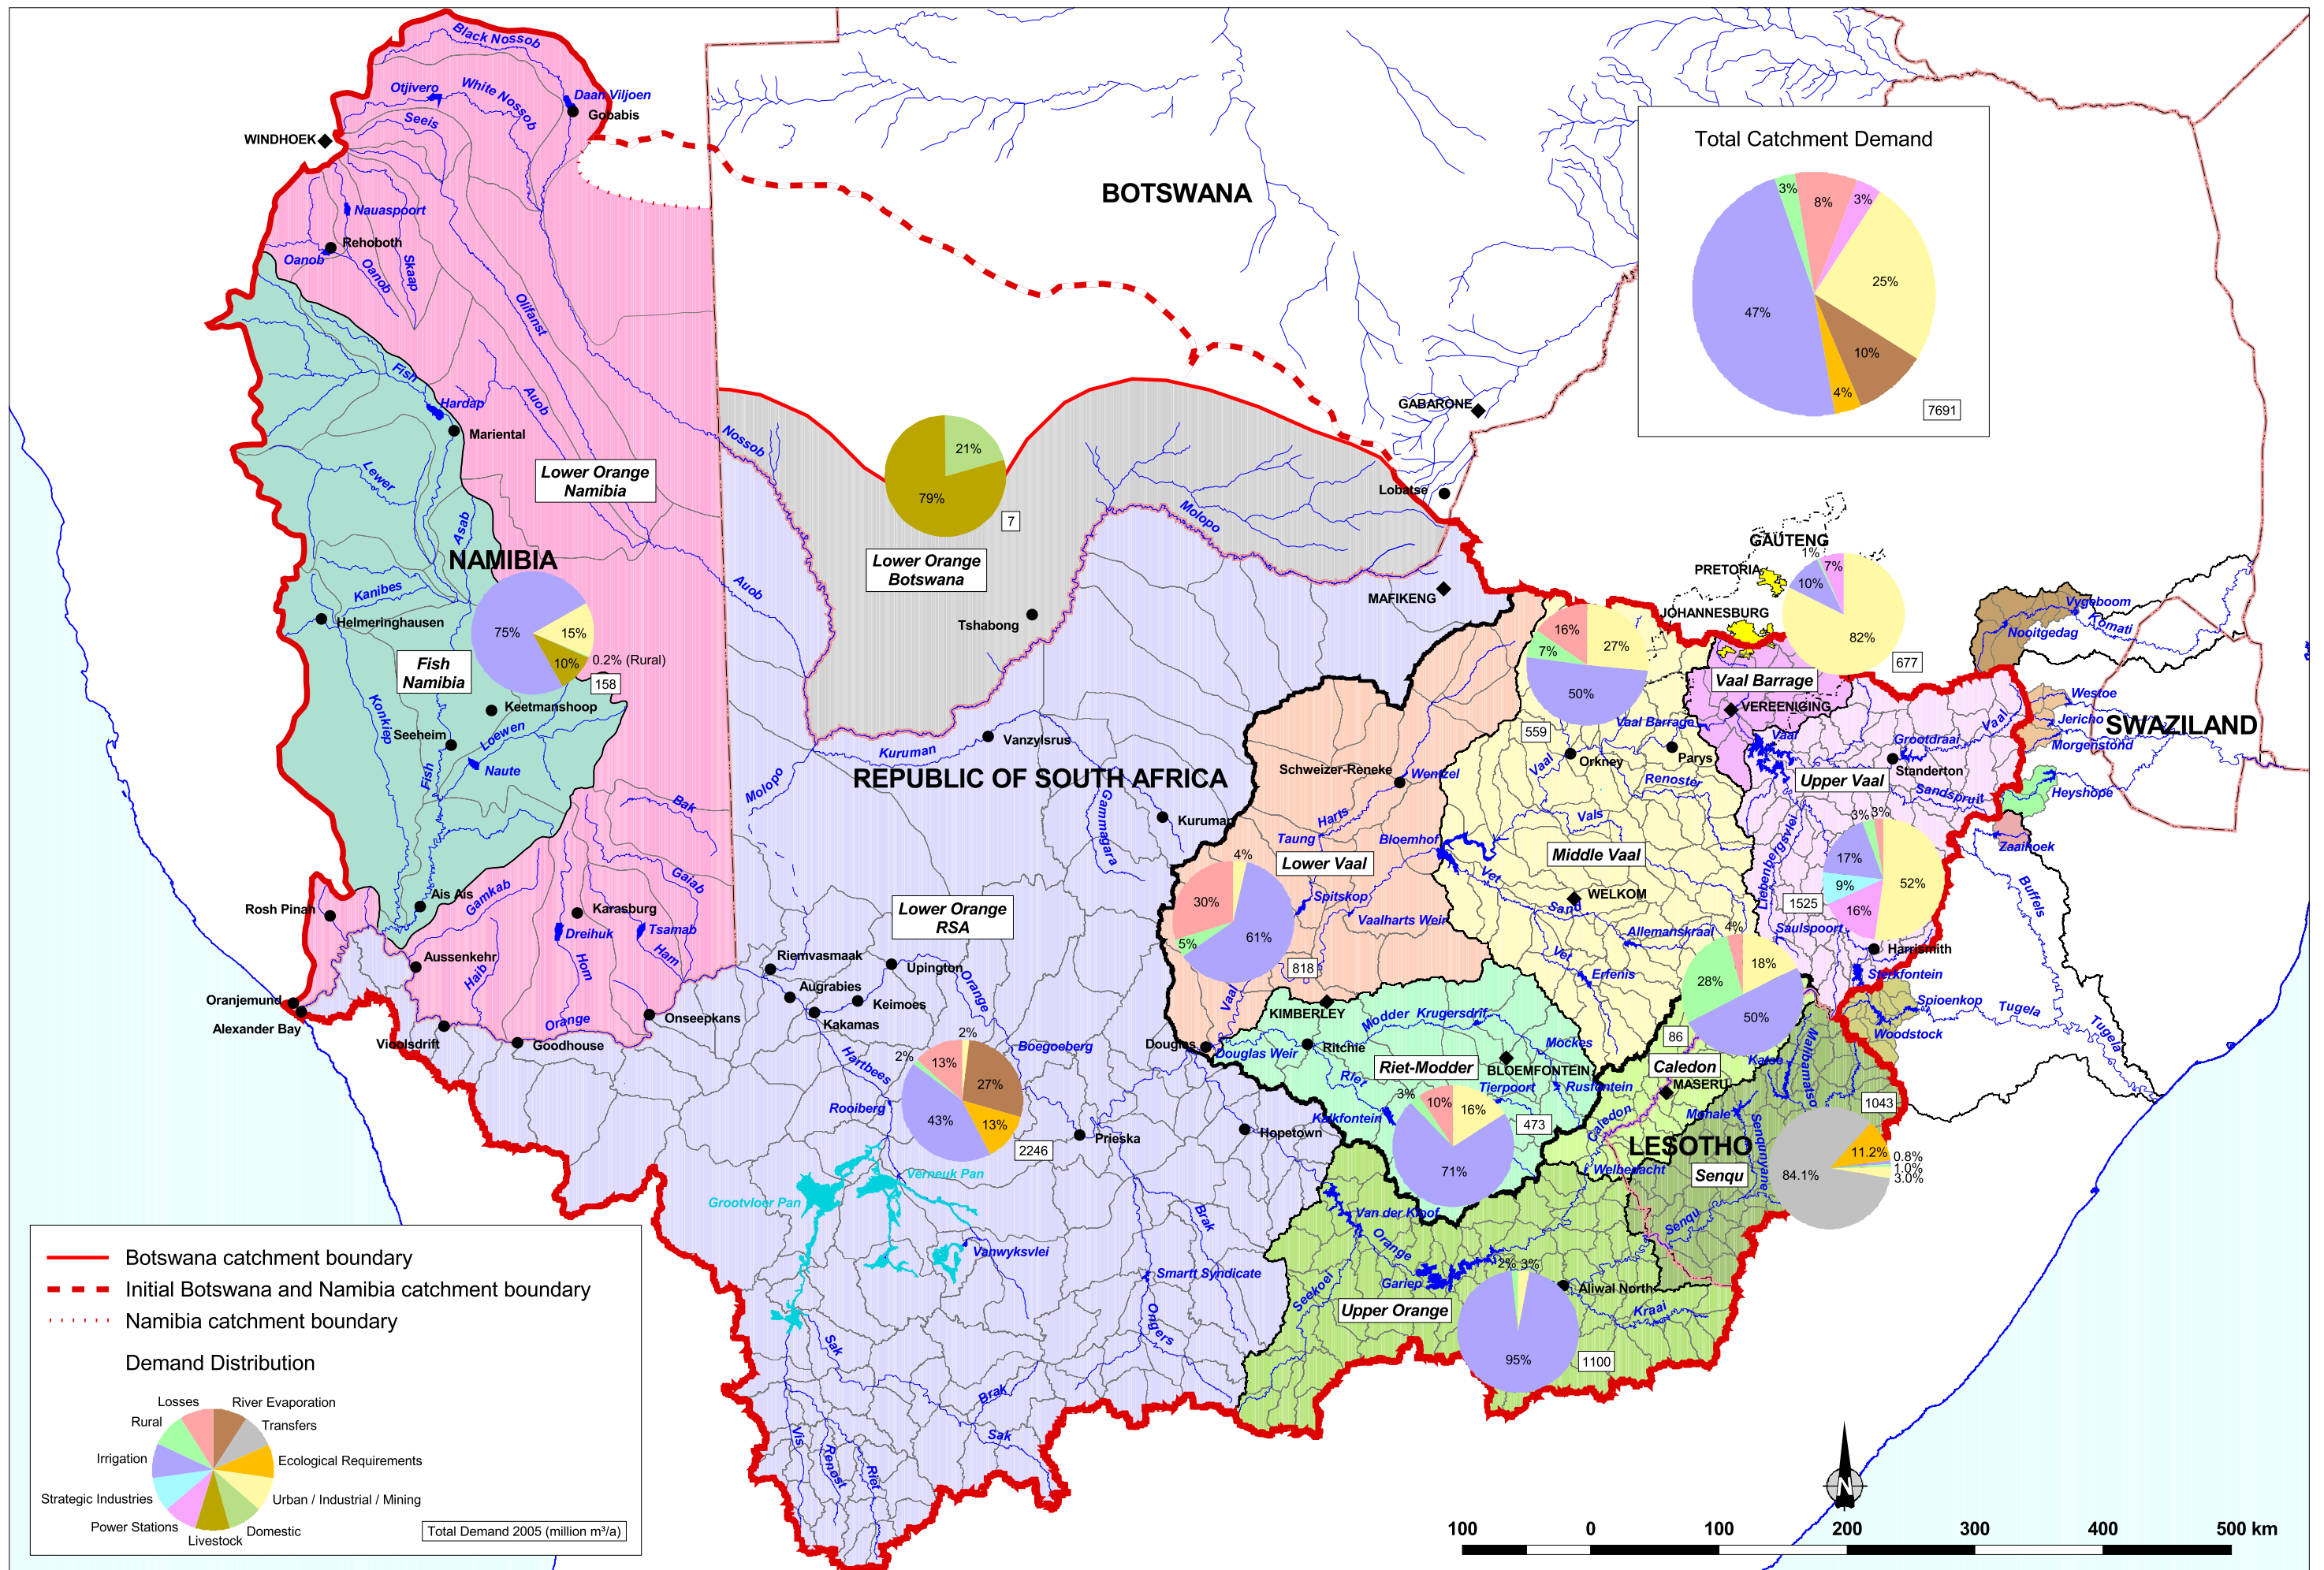 Black Nossob
Otjivero
White Nossob
Daan Viljoen
Gobabis
Seeis
WINDHOEK
Nauaspoort
Rehoboth
Oanob
Oanob
Skaap
Olifanst
Fish
Hardap
Auob
Mariental
Lewer
Lower Orange
Namibia
Asab
NAMIBIA
Kanibes
Helmeringhausen
75%
15%
10%
0.2% (Rural)
158
Fish
Namibia
Keetmanshoop
Konkiep
Seeheim
Loewen
Naute
Fish
Bak
Gaiab
Ais Ais
Gamkab
Rosh Pinah
Karasburg
Dreihuk
Tsamab
Ham
Hom
Haib
Aussenkehr
Oranjemund
Alexander Bay
Vioolsdrift
Orange
Goodhouse
Onseepkans
BOTSWANA
Nossob
21%
79%
7
Lower Orange
Botswana
Molopo
Auob
Tshabong
GABARONE
Lobatse
MAFIKENG
Total Catchment Demand
3%
8%
3%
25%
47%
10%
4%
7691
Vanzylsrus
Kuruman
Molopo
REPUBLIC OF SOUTH AFRICA
Gammagara
Kuruman
Lower Orange
RSA
Riemvasmaak
Upington
Augrabies
Keimoes
Kakamas
Orange
Boegoeberg
Hartbees
Rooiberg
2%
2%
13%
27%
43%
13%
2246
Prieska
Hopetown
Verneuk Pan
Grootvloer Pan
Vanwyksvlei
Brak
Smartt Syndicate
Ongers
Sak
Brak
Sak
Vis
Renost
Riet
GAUTENG
PRETORIA
JOHANNESBURG
1%
7%
10%
82%
677
Vaal Barrage
VEREENIGING
Vaal Barrage
Vaal
16%
27%
7%
50%
559
Orkney
Parys
Vaal
Renoster
Vals
Schweizer-Reneke
Wentzel
Harts
Taung
Bloemhof
Lower Vaal
Middle Vaal
Vet
WELKOM
Sand
Allemanskraal
Vet
Erfenis
4%
30%
5%
61%
818
Spitskop
Vaalharts Weir
Vaal
Upper Vaal
Grootdraai
Vaal
Standerton
Sandspruit
Liebenbergsvlei
3%
3%
17%
9%
16%
52%
1525
Saulspoort
Harrismith
Sterkfontein
Vygeboom
Komati
Nooitgedag
Westoe
Jericho
Morgenstond
Heyshope
Zaaihoek
SWAZILAND
Buffels
Spioenkop
Woodstock
Tugela
Tugela
4%
18%
28%
50%
86
Caledon
MASERU
KIMBERLEY
Douglas
Douglas Weir
Ritchie
Modder
Krugersdrif
Mockes
Riet-Modder
BLOEMFONTEIN
Tierpoort
Rusfontein
Riet
Kalkfontein
3%
10%
16%
71%
473
Caledon
Welbedacht
LESOTHO
Senqu
Mohale
Katse
Malibamatso
Senqunyane
Senqu
1043
84.1%
11.2%
0.8%
1.0%
3.0%
Van der Kloof
Orange
Seekoei
Gariep
Upper Orange
2%
3%
95%
1100
Aliwal North
Kraai
Botswana catchment boundary
Initial Botswana and Namibia catchment boundary
Namibia catchment boundary
Demand Distribution
Losses
River Evaporation
Rural
Transfers
Irrigation
Ecological Requirements
Strategic Industries
Urban / Industrial / Mining
Power Stations
Domestic
Livestock
Total Demand 2005 (million m³/a)
N
100 0 100 200 300 400 500 km